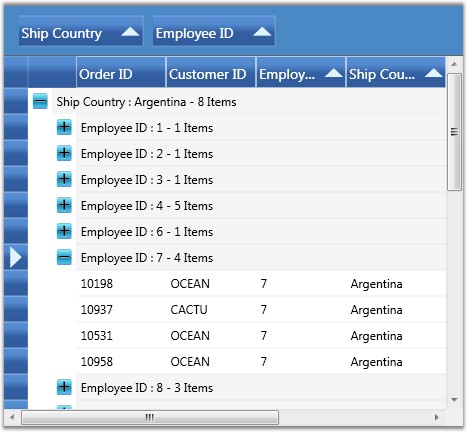 Ship Country Employee ID
Order ID Customer ID Employ... Ship Cou...
Ship Country : Argentina - 8 Items
Employee ID : 1 - 1 Items
Employee ID : 2 - 1 Items
Employee ID : 3 - 1 Items
Employee ID : 4 - 5 Items
Employee ID : 6 - 1 Items
Employee ID : 7 - 4 Items
10198 OCEAN 7 Argentina
10937 CACTU 7 Argentina
10531 OCEAN 7 Argentina
10958 OCEAN 7 Argentina
Employee ID : 8 - 3 Items